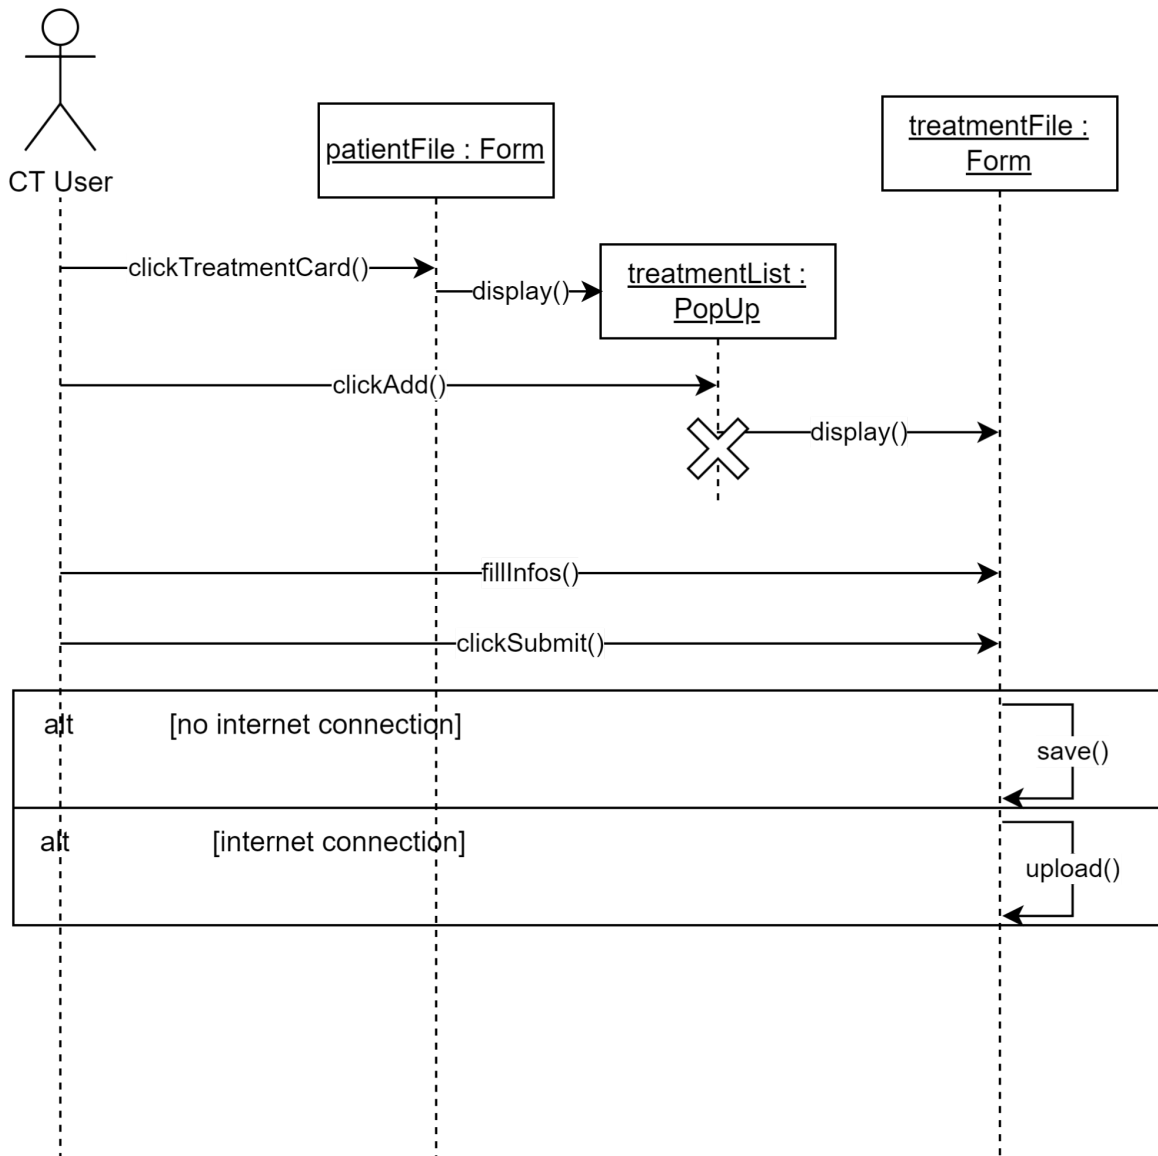 CT User
patientFile : Form
treatmentFile :
Form
clickTreatmentCard()
display()
treatmentList :
PopUp
clickAdd()
display()
fillInfos()
clickSubmit()
alt [no internet connection]
save()
alt [internet connection]
upload()